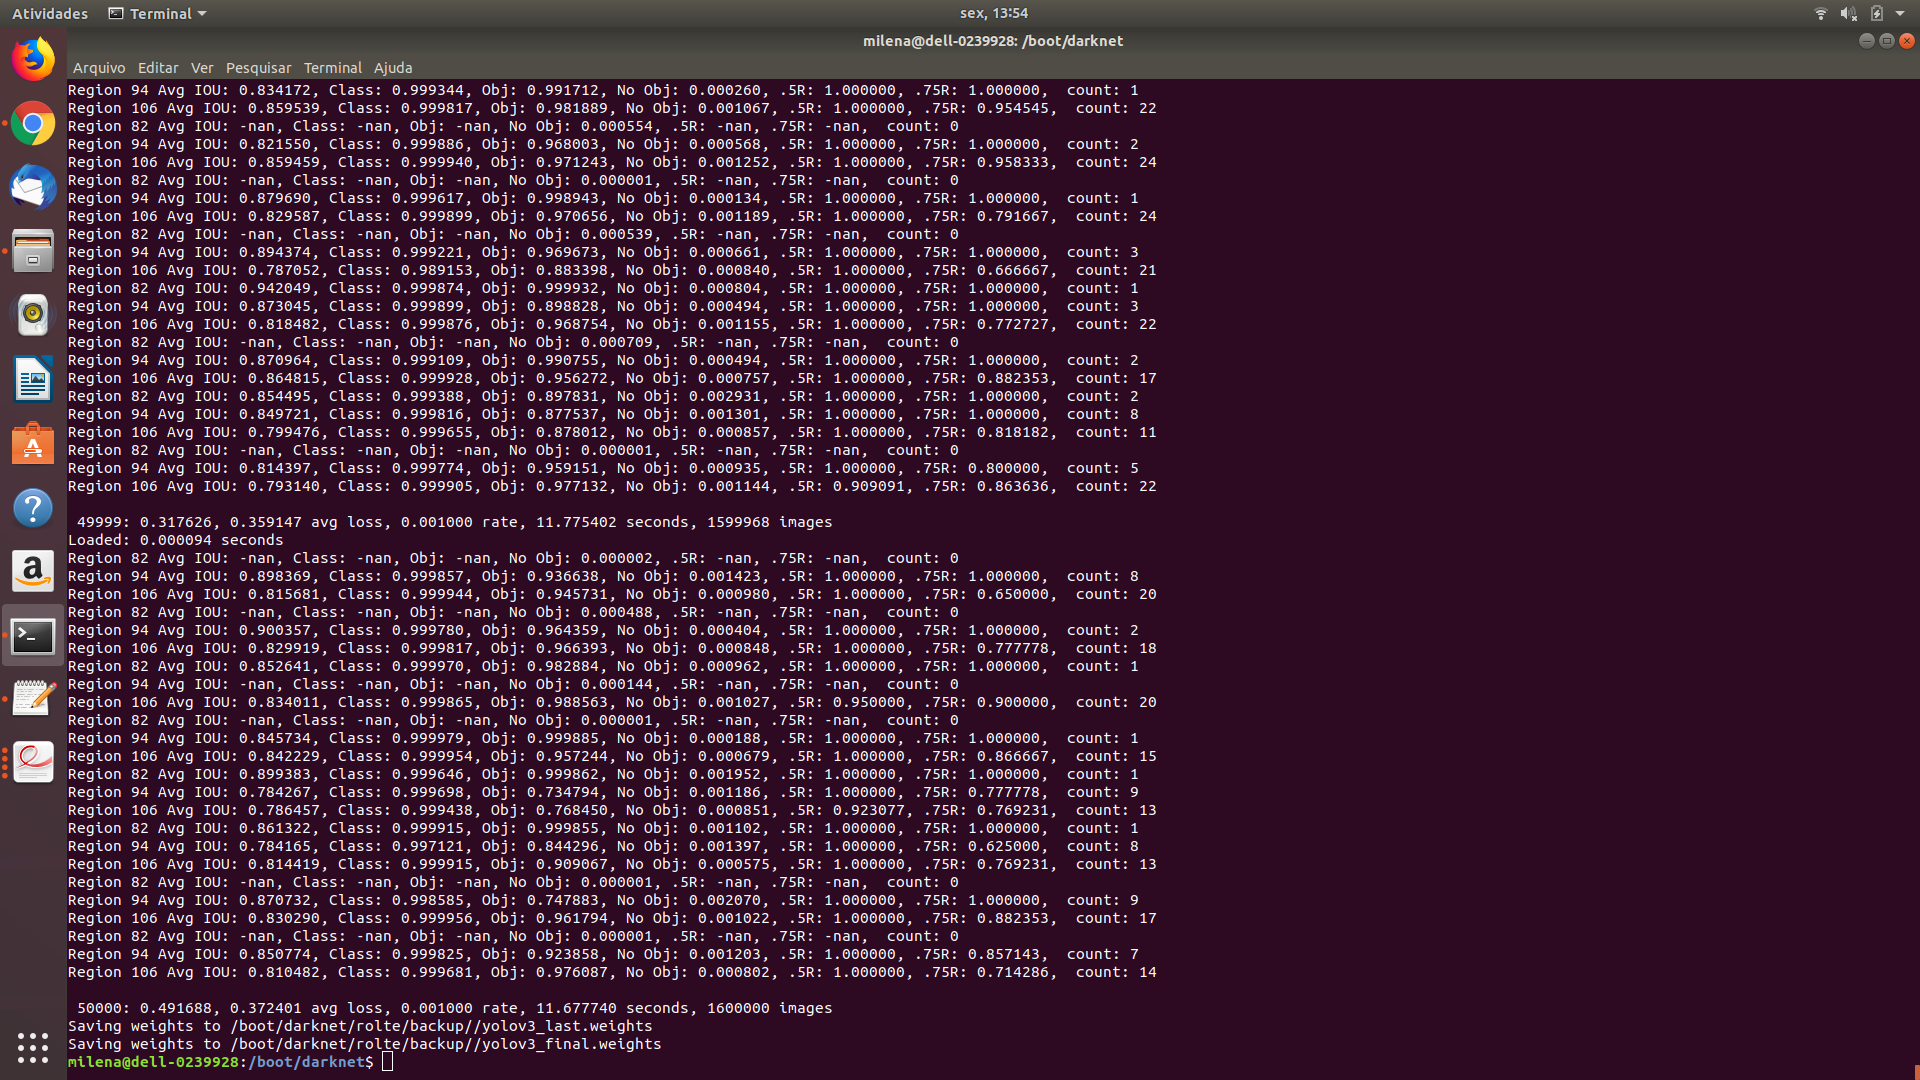 Atividades Terminal sex, 13:54
milena@dell-0239928: /boot/darknet
Arquivo Editar Ver Pesquisar Terminal Ajuda
Region 94 Avg IOU: 0.834172, Class: 0.999344, Obj: 0.991712, No Obj: 0.000260, .5R: 1.000000, .75R: 1.000000,  count: 1
Region 106 Avg IOU: 0.859539, Class: 0.999817, Obj: 0.981889, No Obj: 0.001067, .5R: 1.000000, .75R: 0.954545,  count: 22
Region 82 Avg IOU: -nan, Class: -nan, Obj: -nan, No Obj: 0.000554, .5R: -nan, .75R: -nan,  count: 0
Region 94 Avg IOU: 0.821550, Class: 0.999886, Obj: 0.968003, No Obj: 0.000568, .5R: 1.000000, .75R: 1.000000,  count: 2
Region 106 Avg IOU: 0.859459, Class: 0.999940, Obj: 0.971243, No Obj: 0.001252, .5R: 1.000000, .75R: 0.958333,  count: 24
Region 82 Avg IOU: -nan, Class: -nan, Obj: -nan, No Obj: 0.000001, .5R: -nan, .75R: -nan,  count: 0
Region 94 Avg IOU: 0.879690, Class: 0.999617, Obj: 0.998943, No Obj: 0.000134, .5R: 1.000000, .75R: 1.000000,  count: 1
Region 106 Avg IOU: 0.829587, Class: 0.999899, Obj: 0.970656, No Obj: 0.001189, .5R: 1.000000, .75R: 0.791667,  count: 24
Region 82 Avg IOU: -nan, Class: -nan, Obj: -nan, No Obj: 0.000539, .5R: -nan, .75R: -nan,  count: 0
Region 94 Avg IOU: 0.894374, Class: 0.999221, Obj: 0.969673, No Obj: 0.000661, .5R: 1.000000, .75R: 1.000000,  count: 3
Region 106 Avg IOU: 0.787052, Class: 0.989153, Obj: 0.883398, No Obj: 0.000840, .5R: 1.000000, .75R: 0.666667,  count: 21
Region 82 Avg IOU: 0.942049, Class: 0.999874, Obj: 0.999932, No Obj: 0.000804, .5R: 1.000000, .75R: 1.000000,  count: 1
Region 94 Avg IOU: 0.873045, Class: 0.999899, Obj: 0.898828, No Obj: 0.000494, .5R: 1.000000, .75R: 1.000000,  count: 3
Region 106 Avg IOU: 0.818482, Class: 0.999876, Obj: 0.968754, No Obj: 0.001155, .5R: 1.000000, .75R: 0.772727,  count: 22
Region 82 Avg IOU: -nan, Class: -nan, Obj: -nan, No Obj: 0.000709, .5R: -nan, .75R: -nan,  count: 0
Region 94 Avg IOU: 0.870964, Class: 0.999109, Obj: 0.990755, No Obj: 0.000494, .5R: 1.000000, .75R: 1.000000,  count: 2
Region 106 Avg IOU: 0.864815, Class: 0.999928, Obj: 0.956272, No Obj: 0.000757, .5R: 1.000000, .75R: 0.882353,  count: 17
Region 82 Avg IOU: 0.854495, Class: 0.999388, Obj: 0.897831, No Obj: 0.002931, .5R: 1.000000, .75R: 1.000000,  count: 2
Region 94 Avg IOU: 0.849721, Class: 0.999816, Obj: 0.877537, No Obj: 0.001301, .5R: 1.000000, .75R: 1.000000,  count: 8
Region 106 Avg IOU: 0.799476, Class: 0.999655, Obj: 0.878012, No Obj: 0.000857, .5R: 1.000000, .75R: 0.818182,  count: 11
Region 82 Avg IOU: -nan, Class: -nan, Obj: -nan, No Obj: 0.000001, .5R: -nan, .75R: -nan,  count: 0
Region 94 Avg IOU: 0.814397, Class: 0.999774, Obj: 0.959151, No Obj: 0.000935, .5R: 1.000000, .75R: 0.800000,  count: 5
Region 106 Avg IOU: 0.793140, Class: 0.999905, Obj: 0.977132, No Obj: 0.001144, .5R: 0.909091, .75R: 0.863636,  count: 22
49999: 0.317626, 0.359147 avg loss, 0.001000 rate, 11.775402 seconds, 1599968 images
Loaded: 0.000094 seconds
Region 82 Avg IOU: -nan, Class: -nan, Obj: -nan, No Obj: 0.000002, .5R: -nan, .75R: -nan,  count: 0
Region 94 Avg IOU: 0.898369, Class: 0.999857, Obj: 0.936638, No Obj: 0.001423, .5R: 1.000000, .75R: 1.000000,  count: 8
Region 106 Avg IOU: 0.815681, Class: 0.999944, Obj: 0.945731, No Obj: 0.000980, .5R: 1.000000, .75R: 0.650000,  count: 20
Region 82 Avg IOU: -nan, Class: -nan, Obj: -nan, No Obj: 0.000488, .5R: -nan, .75R: -nan,  count: 0
Region 94 Avg IOU: 0.900357, Class: 0.999780, Obj: 0.964359, No Obj: 0.000404, .5R: 1.000000, .75R: 1.000000,  count: 2
Region 106 Avg IOU: 0.829919, Class: 0.999817, Obj: 0.966393, No Obj: 0.000848, .5R: 1.000000, .75R: 0.777778,  count: 18
Region 82 Avg IOU: 0.852641, Class: 0.999970, Obj: 0.982884, No Obj: 0.000962, .5R: 1.000000, .75R: 1.000000,  count: 1
Region 94 Avg IOU: -nan, Class: -nan, Obj: -nan, No Obj: 0.000144, .5R: -nan, .75R: -nan,  count: 0
Region 106 Avg IOU: 0.834011, Class: 0.999865, Obj: 0.988563, No Obj: 0.001027, .5R: 0.950000, .75R: 0.900000,  count: 20
Region 82 Avg IOU: -nan, Class: -nan, Obj: -nan, No Obj: 0.000001, .5R: -nan, .75R: -nan,  count: 0
Region 94 Avg IOU: 0.845734, Class: 0.999979, Obj: 0.999885, No Obj: 0.000188, .5R: 1.000000, .75R: 1.000000,  count: 1
Region 106 Avg IOU: 0.842229, Class: 0.999954, Obj: 0.957244, No Obj: 0.000679, .5R: 1.000000, .75R: 0.866667,  count: 15
Region 82 Avg IOU: 0.899383, Class: 0.999646, Obj: 0.999862, No Obj: 0.001952, .5R: 1.000000, .75R: 1.000000,  count: 1
Region 94 Avg IOU: 0.784267, Class: 0.999698, Obj: 0.734794, No Obj: 0.001186, .5R: 1.000000, .75R: 0.777778,  count: 9
Region 106 Avg IOU: 0.786457, Class: 0.999438, Obj: 0.768450, No Obj: 0.000851, .5R: 0.923077, .75R: 0.769231,  count: 13
Region 82 Avg IOU: 0.861322, Class: 0.999915, Obj: 0.999855, No Obj: 0.001102, .5R: 1.000000, .75R: 1.000000,  count: 1
Region 94 Avg IOU: 0.784165, Class: 0.997121, Obj: 0.844296, No Obj: 0.001397, .5R: 1.000000, .75R: 0.625000,  count: 8
Region 106 Avg IOU: 0.814419, Class: 0.999915, Obj: 0.909067, No Obj: 0.000575, .5R: 1.000000, .75R: 0.769231,  count: 13
Region 82 Avg IOU: -nan, Class: -nan, Obj: -nan, No Obj: 0.000001, .5R: -nan, .75R: -nan,  count: 0
Region 94 Avg IOU: 0.870732, Class: 0.998585, Obj: 0.747883, No Obj: 0.002070, .5R: 1.000000, .75R: 1.000000,  count: 9
Region 106 Avg IOU: 0.830290, Class: 0.999956, Obj: 0.961794, No Obj: 0.001022, .5R: 1.000000, .75R: 0.882353,  count: 17
Region 82 Avg IOU: -nan, Class: -nan, Obj: -nan, No Obj: 0.000001, .5R: -nan, .75R: -nan,  count: 0
Region 94 Avg IOU: 0.850774, Class: 0.999825, Obj: 0.923858, No Obj: 0.001203, .5R: 1.000000, .75R: 0.857143,  count: 7
Region 106 Avg IOU: 0.810482, Class: 0.999681, Obj: 0.976087, No Obj: 0.000802, .5R: 1.000000, .75R: 0.714286,  count: 14
50000: 0.491688, 0.372401 avg loss, 0.001000 rate, 11.677740 seconds, 1600000 images
Saving weights to /boot/darknet/rolte/backup//yolov3_last.weights
Saving weights to /boot/darknet/rolte/backup//yolov3_final.weights
milena@dell-0239928:/boot/darknet$